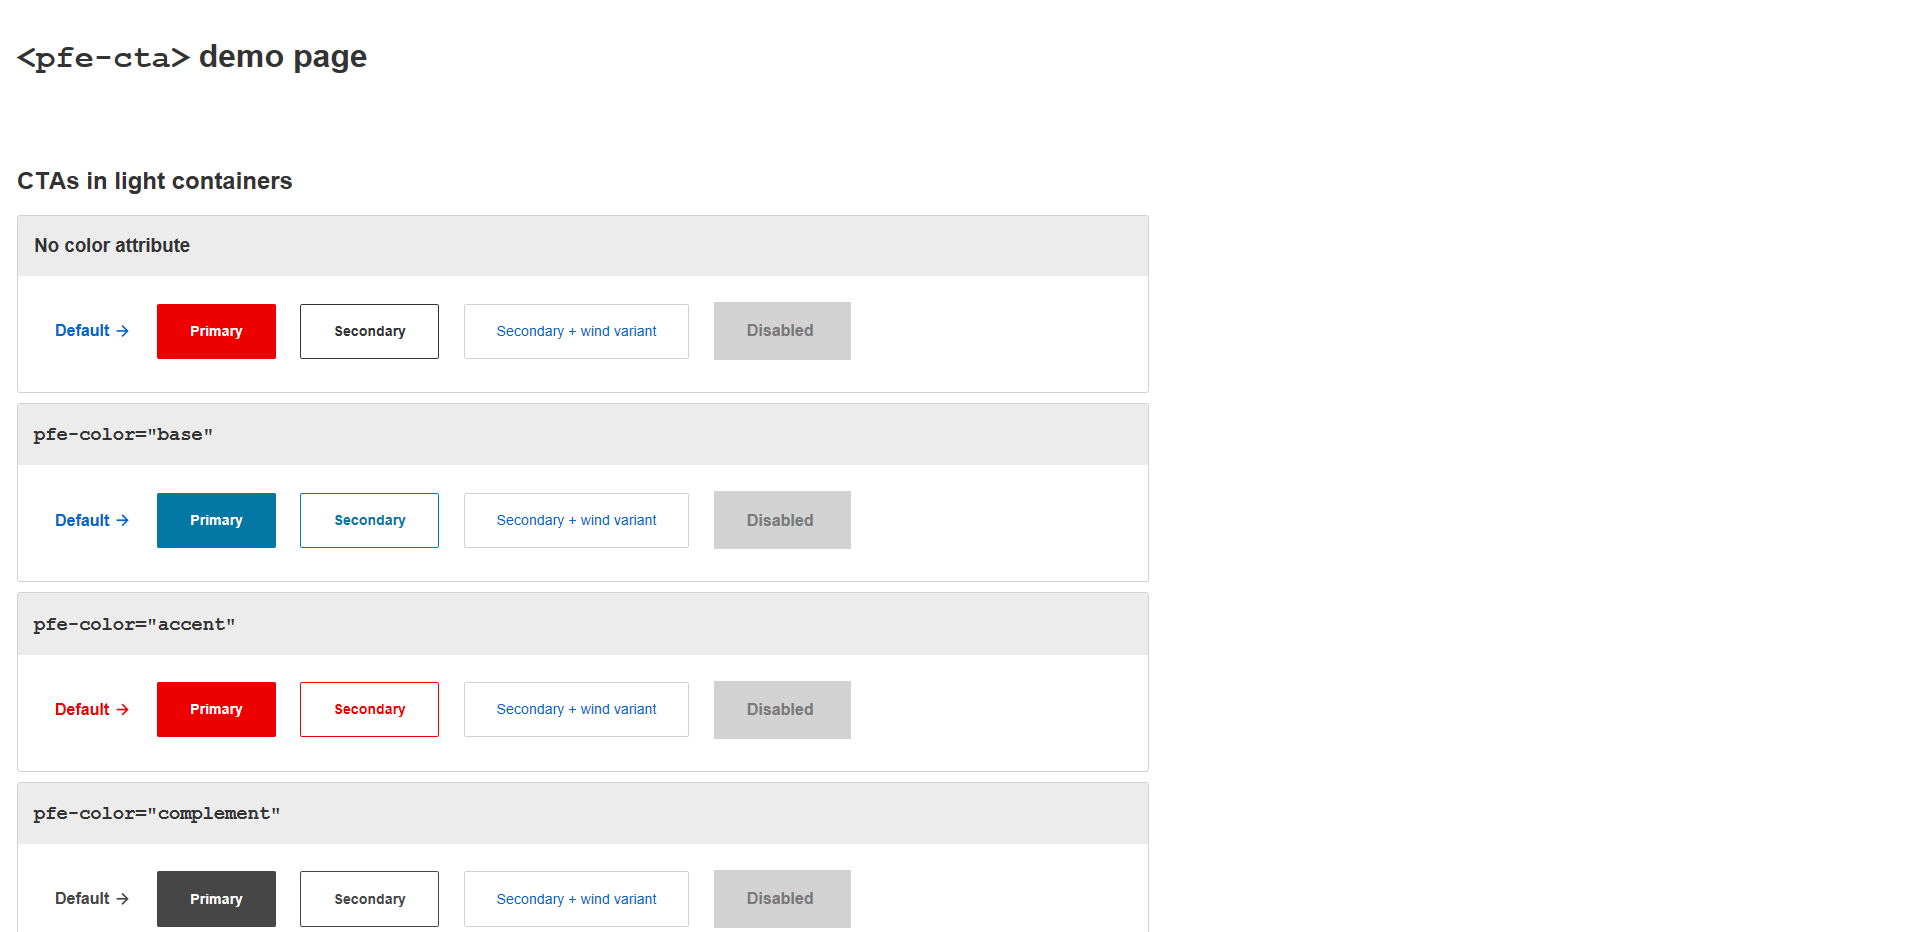 <pfe-cta> demo page
CTAs in light containers
No color attribute
Default → Primary Secondary Secondary + wind variant Disabled
pfe-color="base"
Default → Primary Secondary Secondary + wind variant Disabled
pfe-color="accent"
Default → Primary Secondary Secondary + wind variant Disabled
pfe-color="complement"
Default → Primary Secondary Secondary + wind variant Disabled